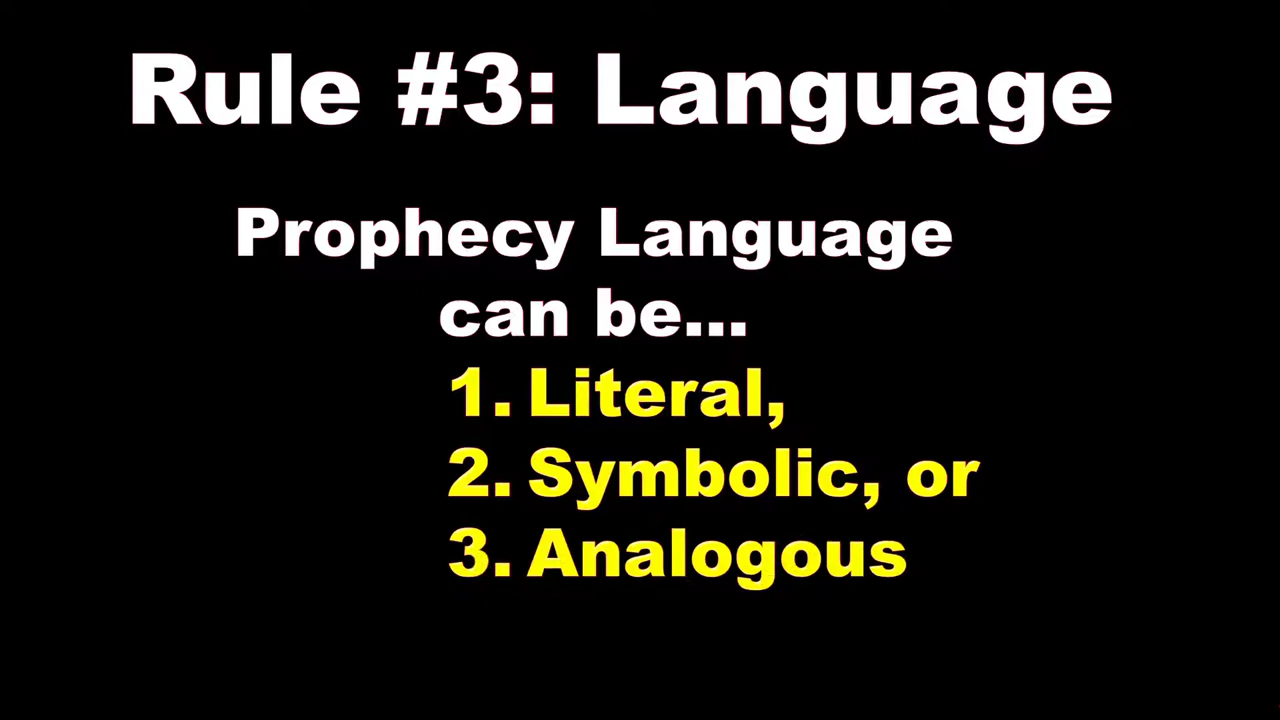 Rule #3: Language
Prophecy Language
can be...
1. Literal,
2. Symbolic, or
3. Analogous